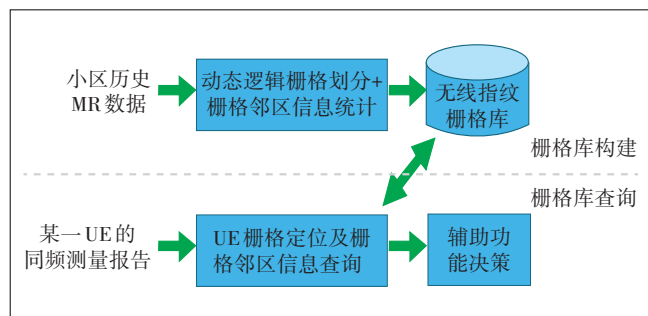 小区历史
MR数据
动态逻辑栅格划分+
栅格邻区信息统计
无线指纹
栅格库
栅格库构建
栅格库查询
某一UE的
同频测量报告
UE栅格定位及栅
格邻区信息查询
辅助功
能决策